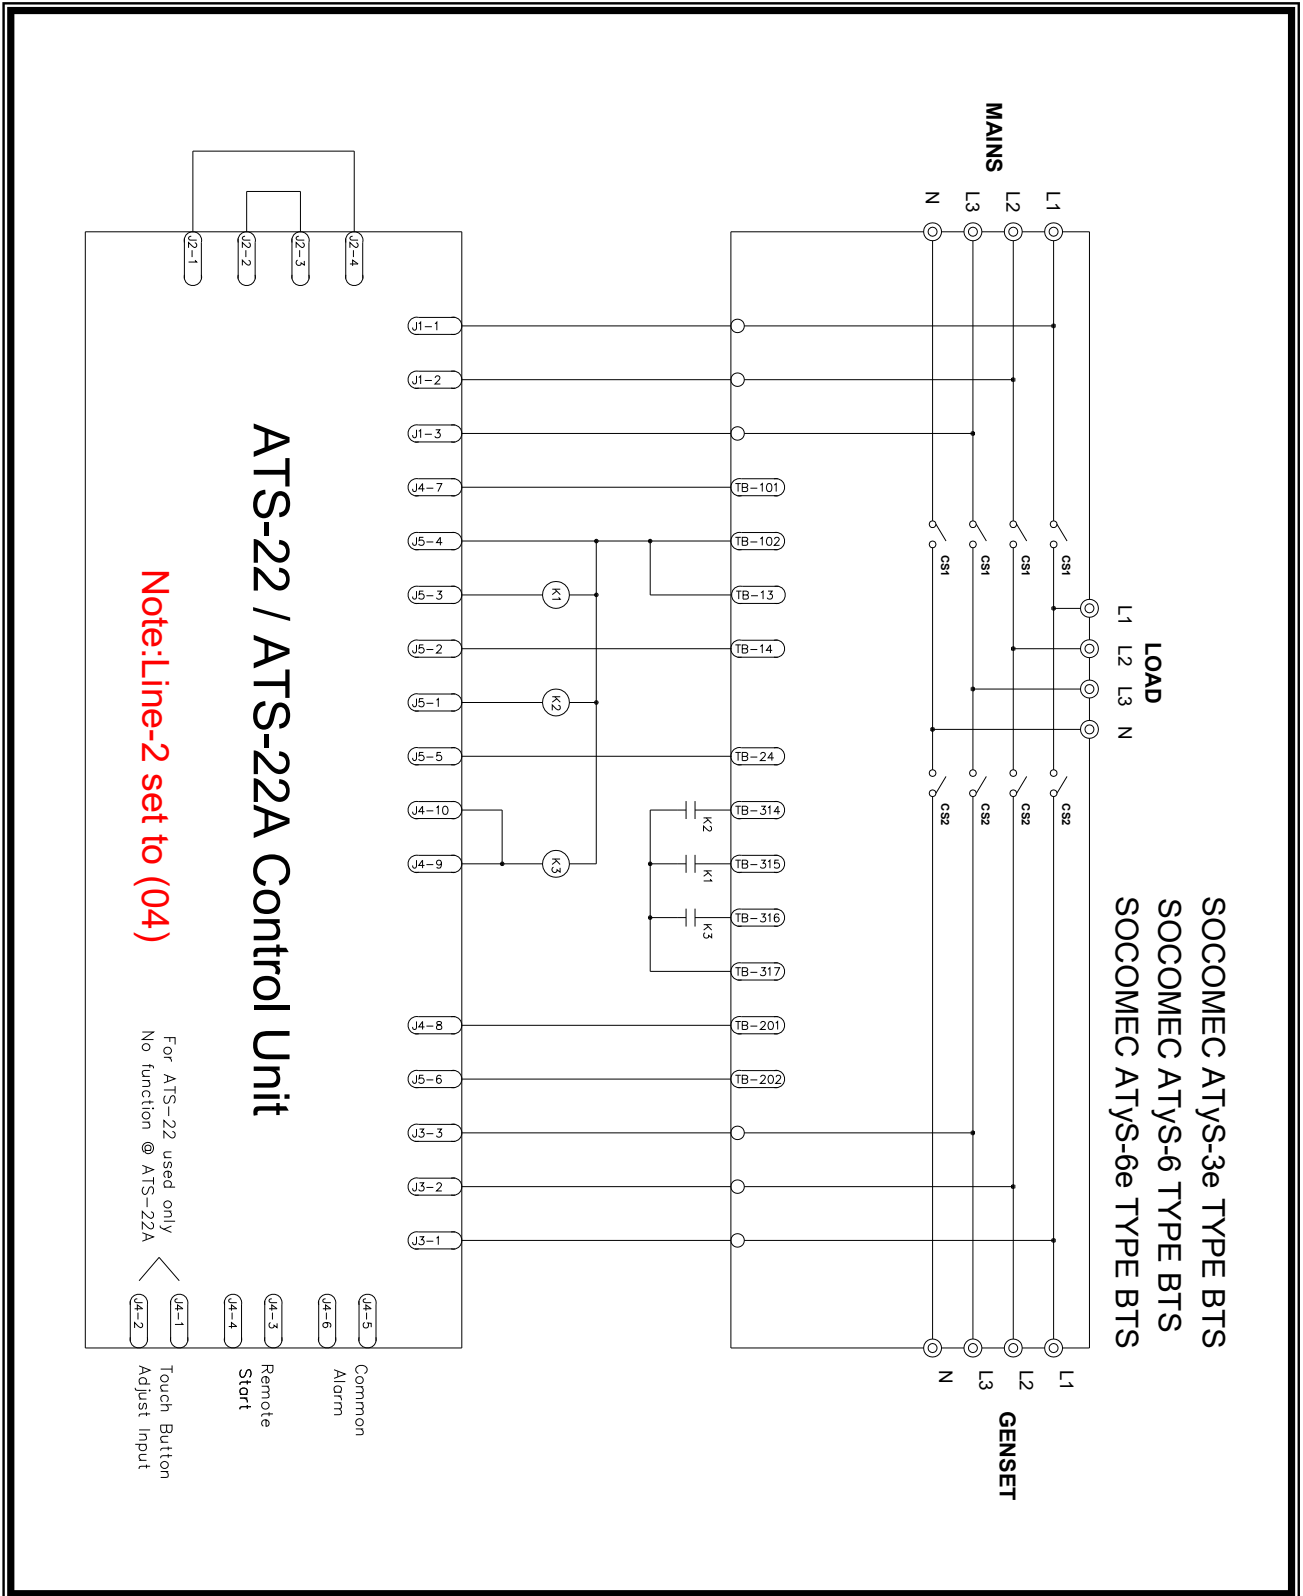 SOCOMEC ATyS-3e TYPE BTS
SOCOMEC ATyS-6 TYPE BTS
SOCOMEC ATyS-6e TYPE BTS
LOAD
L1
L2
L3
N
MAINS
L1
L2
L3
N
CS1
CS1
CS1
CS1
CS2
CS2
CS2
CS2
GENSET
L1
L2
L3
N
TB-101
TB-102
TB-13
TB-14
TB-24
TB-314
TB-315
TB-316
TB-317
TB-201
TB-202
K2
K1
K3
K1
K2
K3
J1-1
J1-2
J1-3
J4-7
J5-4
J5-3
J5-2
J5-1
J5-5
J4-10
J4-9
J4-8
J5-6
J3-3
J3-2
J3-1
J2-4
J2-3
J2-2
J2-1
ATS-22 / ATS-22A Control Unit
Note:Line-2 set to (04)
For ATS-22 used only
No function @ ATS-22A
J4-5
J4-6
J4-3
J4-4
J4-1
J4-2
Common
Alarm
Remote
Start
Touch Button
Adjust Input